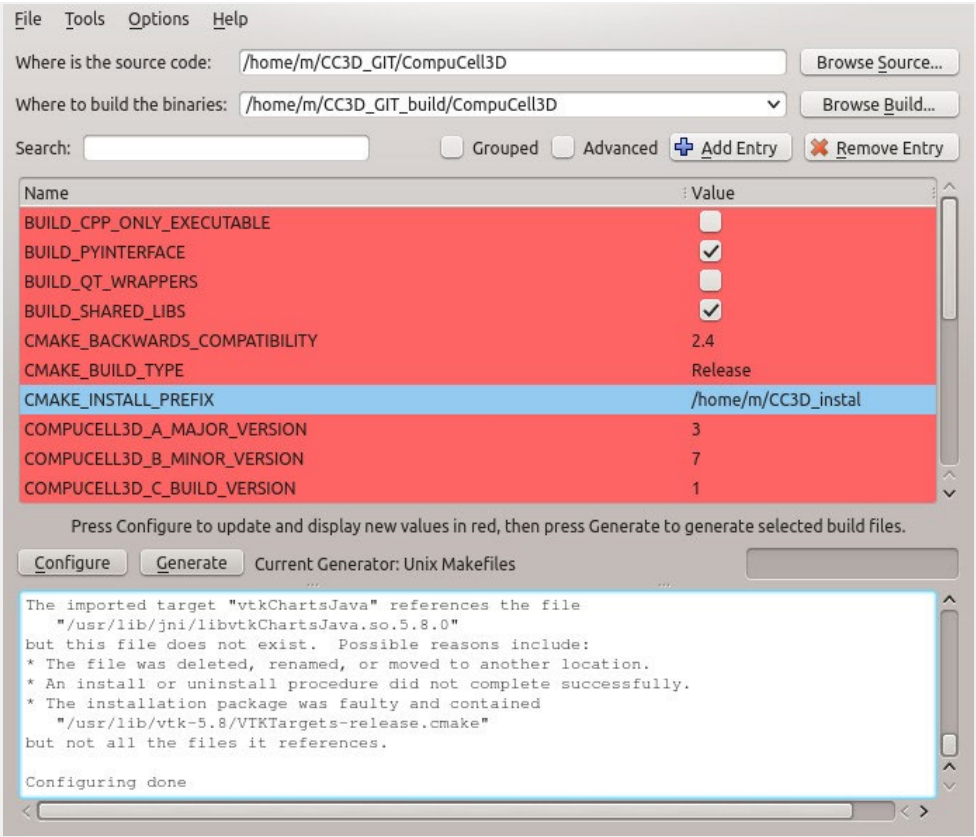 File Tools Options Help
Where is the source code: /home/m/CC3D_GIT/CompuCell3D Browse Source...
Where to build the binaries: /home/m/CC3D_GIT_build/CompuCell3D Browse Build...
Search: Grouped Advanced Add Entry Remove Entry
Name Value
BUILD_CPP_ONLY_EXECUTABLE
BUILD_PYINTERFACE
BUILD_QT_WRAPPERS
BUILD_SHARED_LIBS
CMAKE_BACKWARDS_COMPATIBILITY 2.4
CMAKE_BUILD_TYPE Release
CMAKE_INSTALL_PREFIX /home/m/CC3D_instal
COMPUCELL3D_A_MAJOR_VERSION 3
COMPUCELL3D_B_MINOR_VERSION 7
COMPUCELL3D_C_BUILD_VERSION 1
Press Configure to update and display new values in red, then press Generate to generate selected build files.
Configure Generate Current Generator: Unix Makefiles
The imported target "vtkChartsJava" references the file
"/usr/lib/jni/libvtkChartsJava.so.5.8.0"
but this file does not exist. Possible reasons include:
* The file was deleted, renamed, or moved to another location.
* An install or uninstall procedure did not complete successfully.
* The installation package was faulty and contained
"/usr/lib/vtk-5.8/VTKTargets-release.cmake"
but not all the files it references.
Configuring done